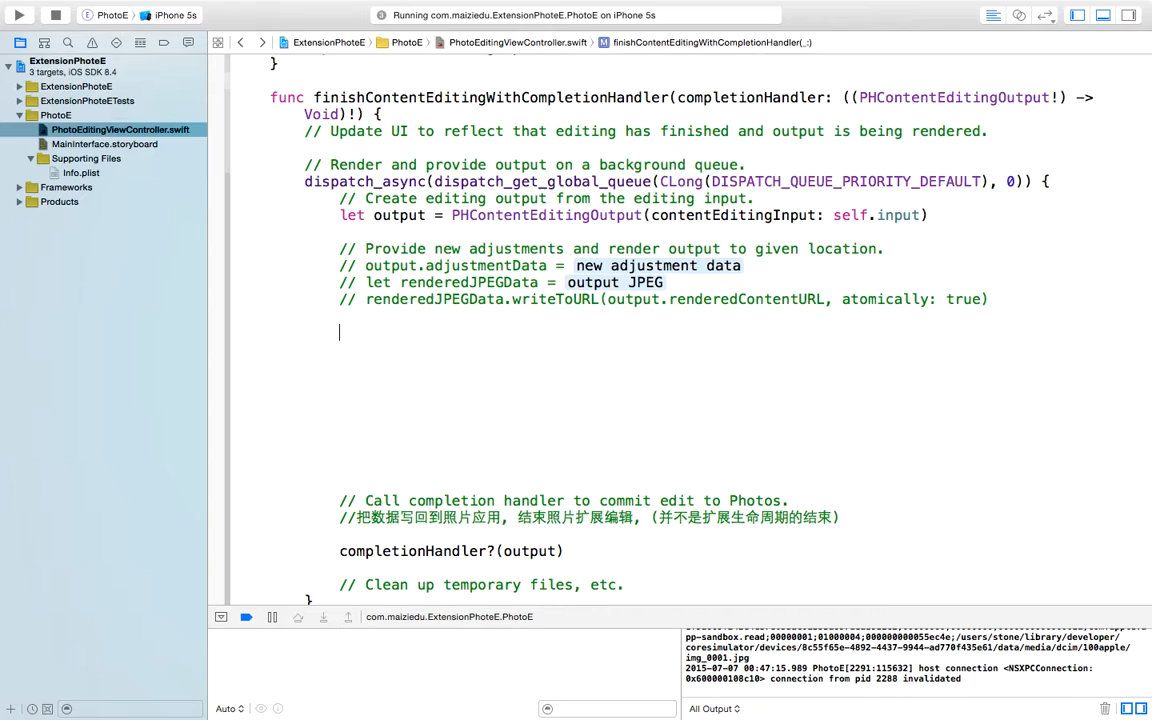 PhotoE
iPhone 5s
Running com.maiziedu.ExtensionPhoteE.PhotoE on iPhone 5s
ExtensionPhoteE
PhotoE
PhotoEditingViewController.swift
finishContentEditingWithCompletionHandler(_:)
ExtensionPhoteE
3 targets, iOS SDK 8.4
ExtensionPhoteE
ExtensionPhoteETests
PhotoE
PhotoEditingViewController.swift
MainInterface.storyboard
Supporting Files
Info.plist
Frameworks
Products
}
func finishContentEditingWithCompletionHandler(completionHandler: ((PHContentEditingOutput!) ->
Void)!) {
// Update UI to reflect that editing has finished and output is being rendered.
// Render and provide output on a background queue.
dispatch_async(dispatch_get_global_queue(CLong(DISPATCH_QUEUE_PRIORITY_DEFAULT), 0)) {
// Create editing output from the editing input.
let output = PHContentEditingOutput(contentEditingInput: self.input)
// Provide new adjustments and render output to given location.
// output.adjustmentData = new adjustment data
// let renderedJPEGData = output JPEG
// renderedJPEGData.writeToURL(output.renderedContentURL, atomically: true)
// Call completion handler to commit edit to Photos.
//把数据写回到照片应用, 结束照片扩展编辑, (并不是扩展生命周期的结束)
completionHandler?(output)
// Clean up temporary files, etc.
}
com.maiziedu.ExtensionPhoteE.PhotoE
pp-sandbox.read;00000001;01000004;000000000055ec4e;/users/stone/library/developer/
coresimulator/devices/8c55f65e-4892-4437-9944-ad770f435e61/data/media/dcim/100apple/
img_0001.jpg
2015-07-07 00:47:15.989 PhotoE[2291:115632] host connection <NSXPCConnection:
0x600000108c10> connection from pid 2288 invalidated
Auto
All Output